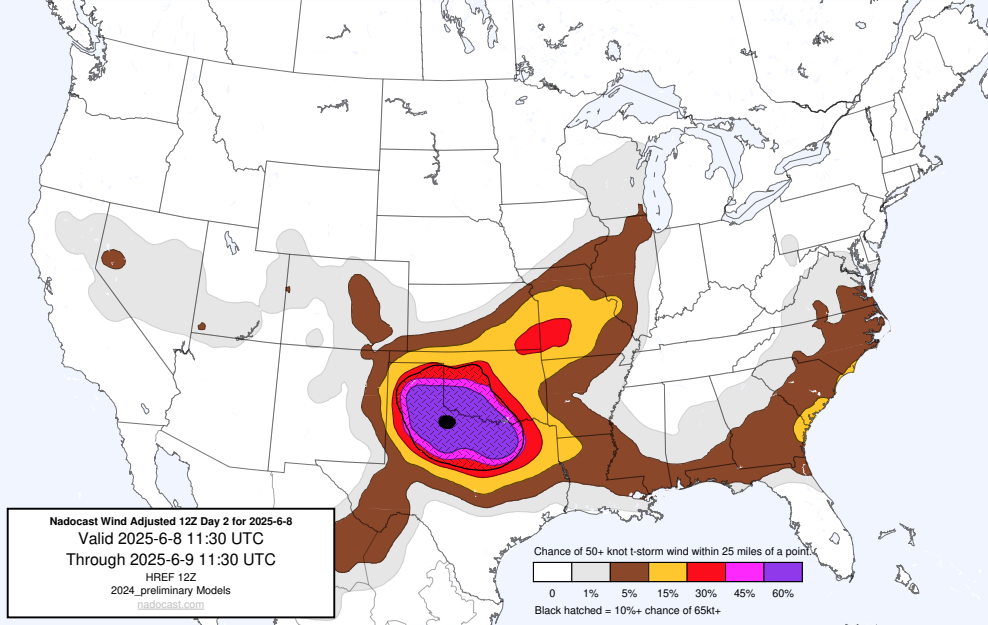 Nadocast Wind Adjusted 12Z Day 2 for 2025-6-8
Valid 2025-6-8 11:30 UTC
Through 2025-6-9 11:30 UTC
HREF 12Z
2024_preliminary Models
nadocast.com
Chance of 50+ knot t-storm wind within 25 miles of a point.
0 1% 5% 15% 30% 45% 60%
Black hatched = 10%+ chance of 65kt+